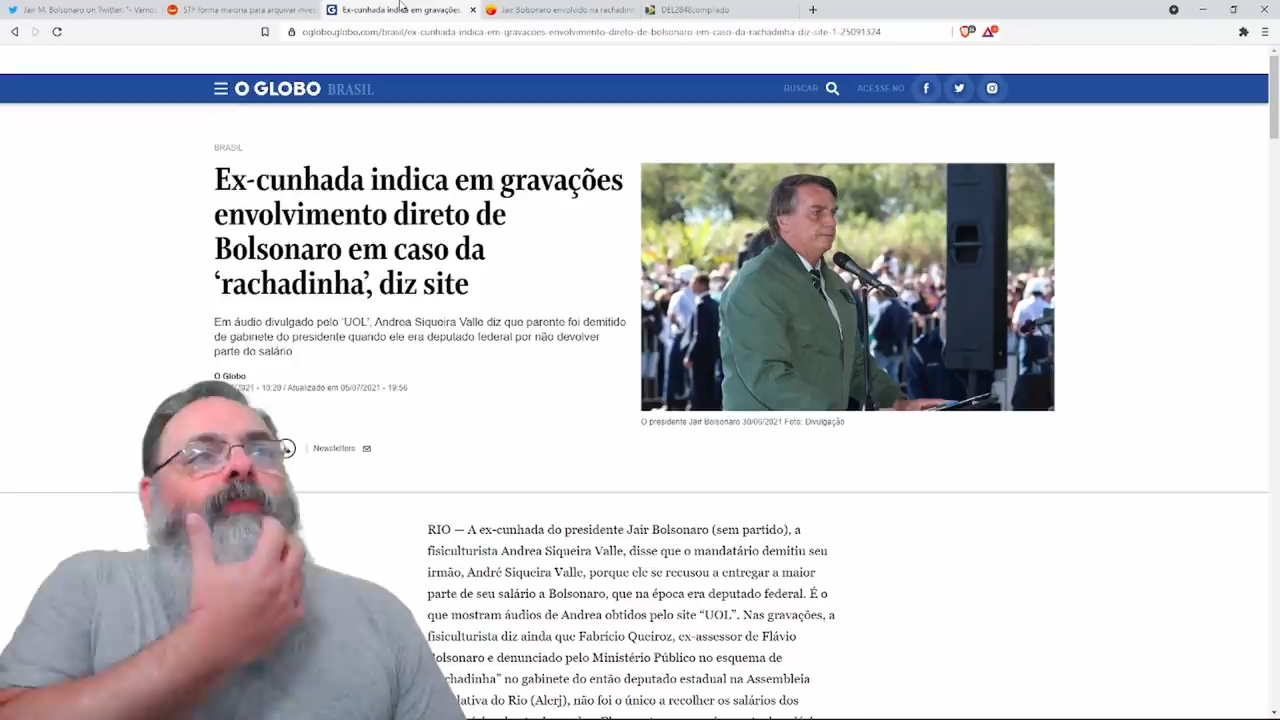 Jair M. Bolsonaro on Twitter: "- Vamos
STF forma maioria para arquivar inves
Ex-cunhada indica em gravações
Jair Bolsonaro envolvido na rachadinh
DEL2848compilado
oglobo.globo.com/brasil/ex-cunhada-indica-em-gravacoes-envolvimento-direto-de-bolsonaro-em-caso-da-rachadinha-diz-site-1-25091324
O GLOBO BRASIL
BUSCAR
ACESSE NO
BRASIL
Ex-cunhada indica em gravações
envolvimento direto de
Bolsonaro em caso da
‘rachadinha’, diz site
Em áudio divulgado pelo ‘UOL’, Andrea Siqueira Valle diz que parente foi demitido
de gabinete do presidente quando ele era deputado federal por não devolver
parte do salário
O Globo
/2021 - 10:20 / Atualizado em 05/07/2021 - 19:56
O presidente Jair Bolsonaro 30/06/2021 Foto: Divulgação
Newsletters
RIO — A ex-cunhada do presidente Jair Bolsonaro (sem partido), a
fisiculturista Andrea Siqueira Valle, disse que o mandatário demitiu seu
irmão, André Siqueira Valle, porque ele se recusou a entregar a maior
parte de seu salário a Bolsonaro, que na época era deputado federal. É o
que mostram áudios de Andrea obtidos pelo site “UOL”. Nas gravações, a
fisiculturista diz ainda que Fabrício Queiroz, ex-assessor de Flávio
Bolsonaro e denunciado pelo Ministério Público no esquema de
achadinha” no gabinete do então deputado estadual na Assembleia
lativa do Rio (Alerj), não foi o único a recolher os salários dos